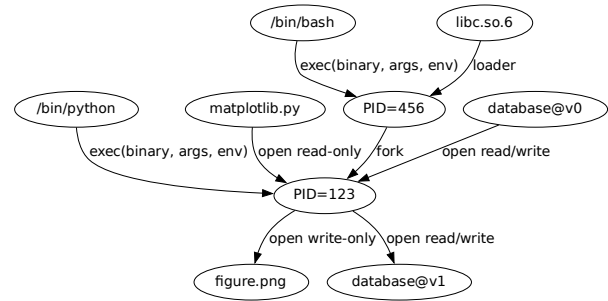 /bin/bash
libc.so.6
exec(binary, args, env)
loader
/bin/python
matplotlib.py
PID=456
database@v0
exec(binary, args, env)
open read-only
fork
open read/write
PID=123
open write-only
open read/write
figure.png
database@v1